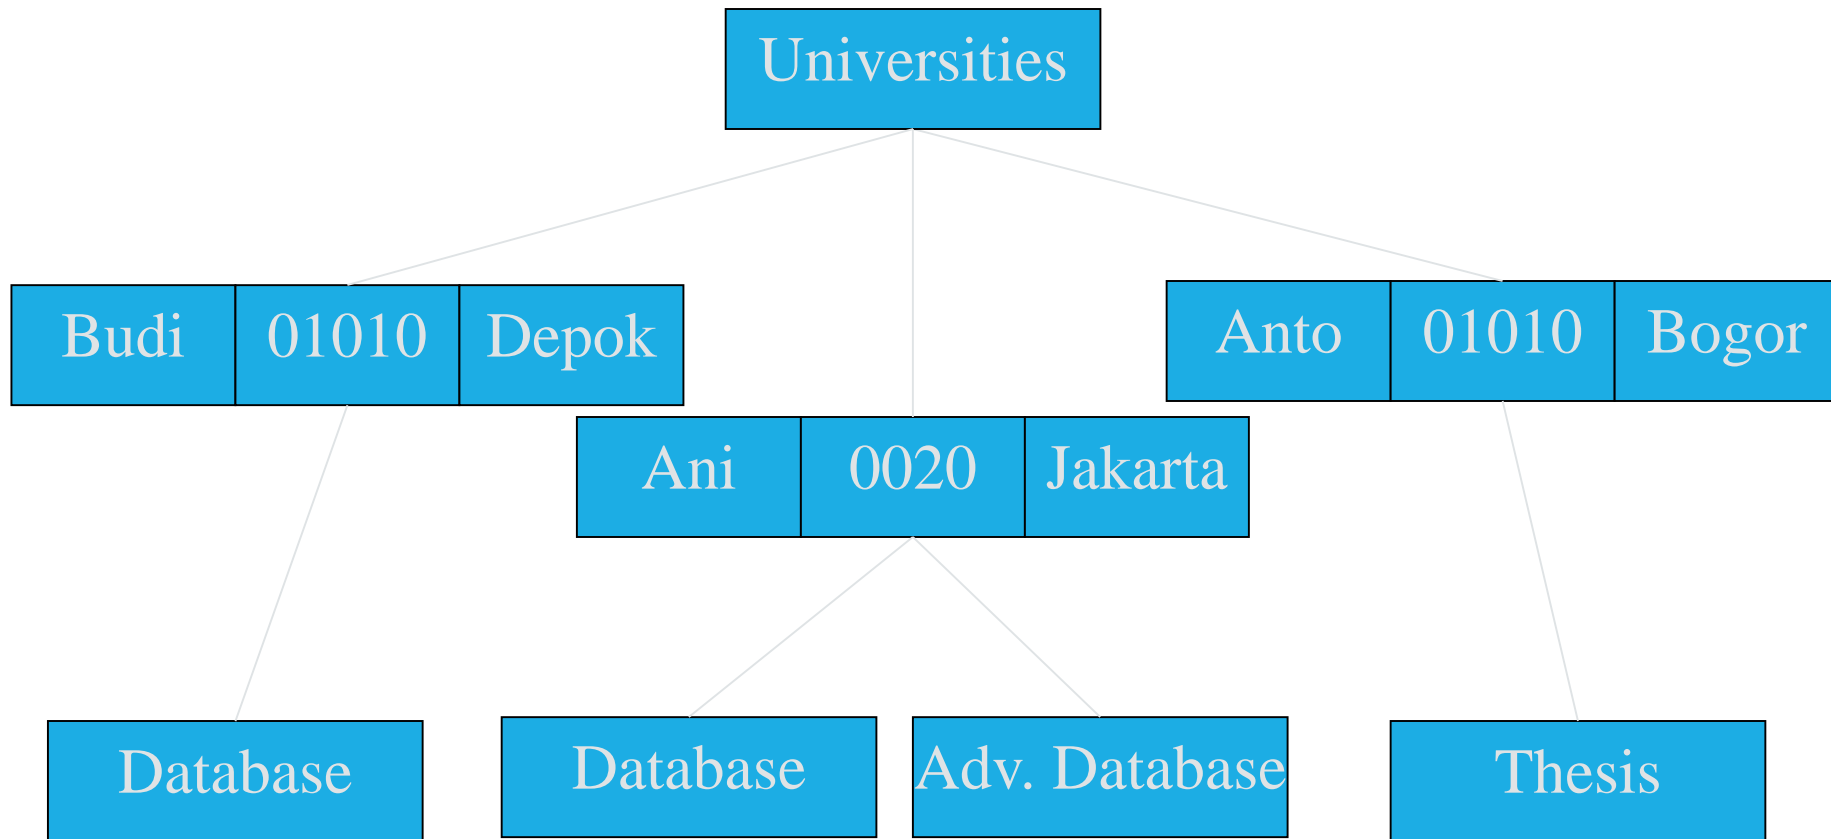 Universities
Budi 01010 Depok
Anto 01010 Bogor
Ani 0020 Jakarta
Database
Database
Adv. Database
Thesis